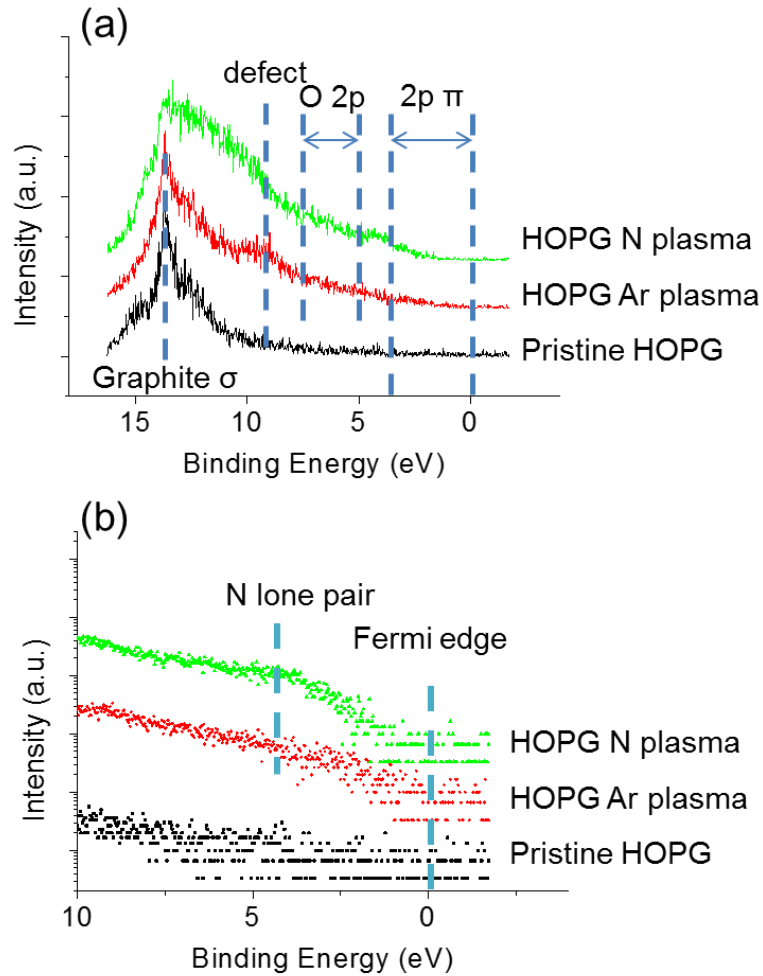 (a)
defect
O 2p
2p π
Intensity (a.u.)
HOPG N plasma
HOPG Ar plasma
Pristine HOPG
Graphite σ
15
10
5
0
Binding Energy (eV)
(b)
N lone pair
Fermi edge
Intensity (a.u.)
HOPG N plasma
HOPG Ar plasma
Pristine HOPG
10
5
0
Binding Energy (eV)